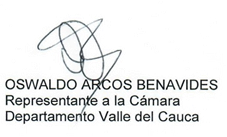 OSWALDO ARCOS BENAVIDES
Representante a la Cámara
Departamento Valle del Cauca